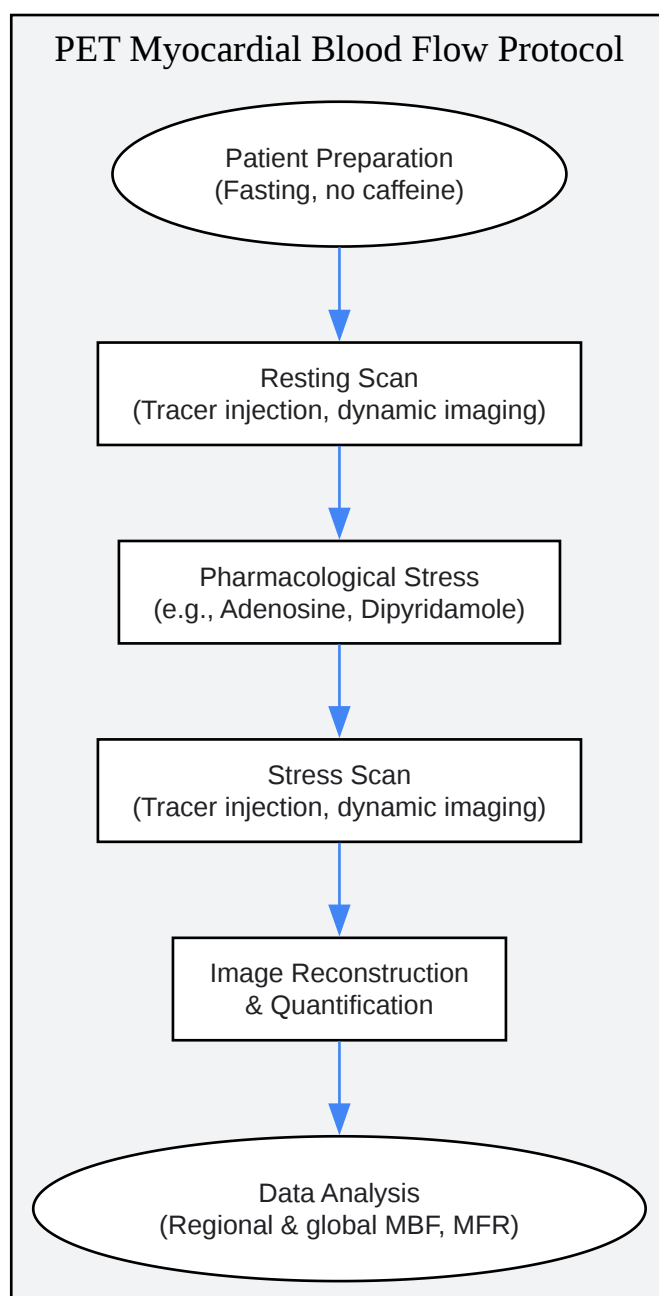 PET Myocardial Blood Flow Protocol
Patient Preparation
(Fasting, no caffeine)
Resting Scan
(Tracer injection, dynamic imaging)
Pharmacological Stress
(e.g., Adenosine, Dipyridamole)
Stress Scan
(Tracer injection, dynamic imaging)
Image Reconstruction
& Quantification
Data Analysis
(Regional & global MBF, MFR)